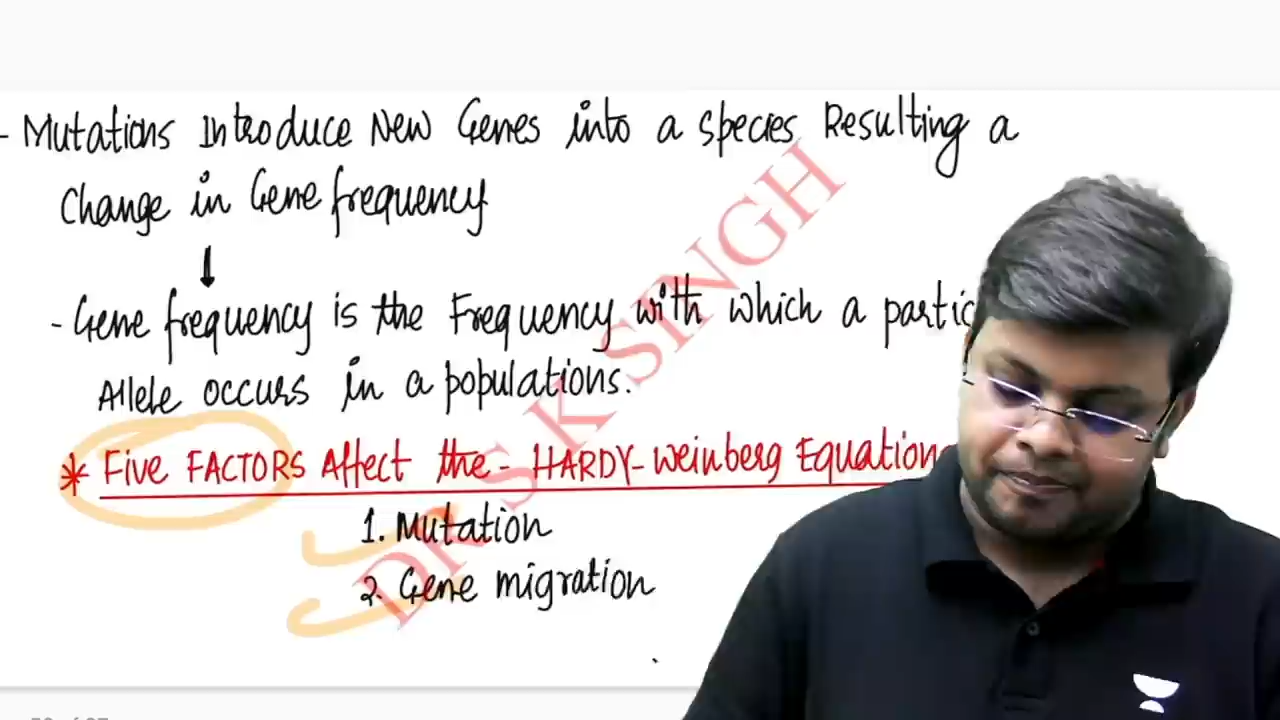 - Mutations Introduce New Genes into a species Resulting a
Change in Gene frequency
- Gene frequency is the Frequency with which a partic
Allele occurs in a populations.
* Five FACTORS Affect the - HARDY-Weinberg Equation
1. Mutation
2. Gene migration
DR S K SINGH